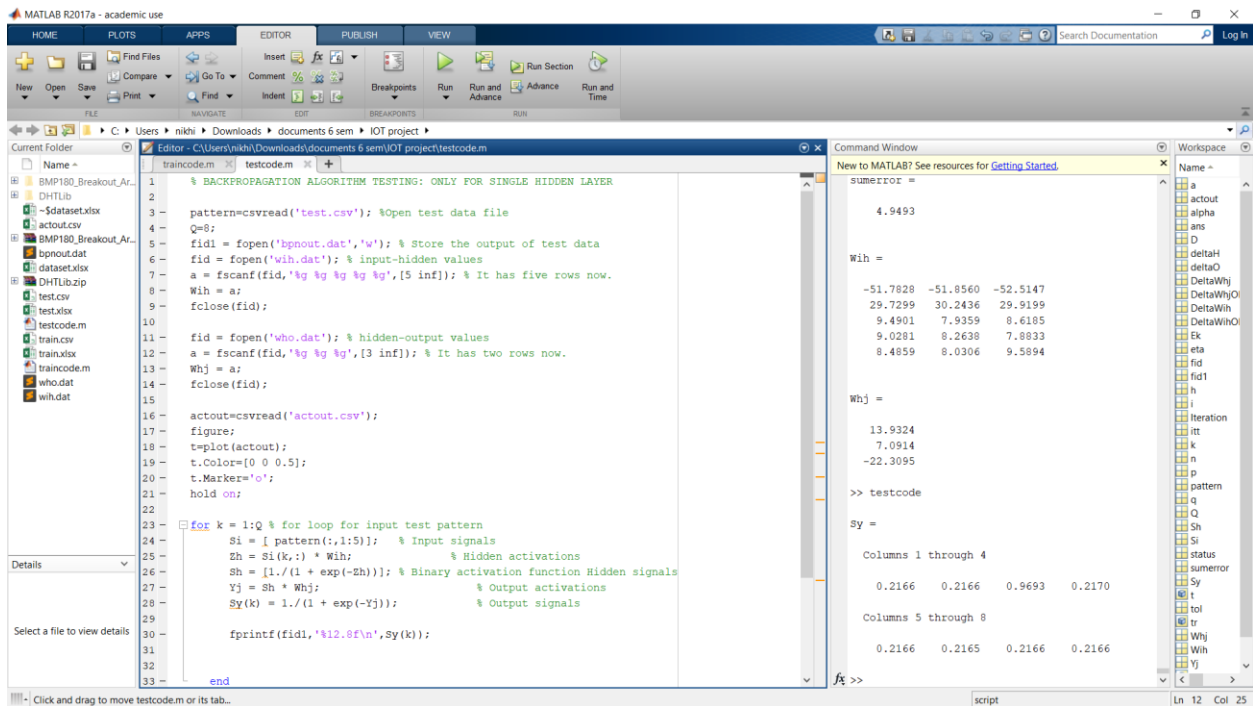 MATLAB R2017a - academic use
HOME PLOTS APPS EDITOR PUBLISH VIEW Search Documentation Log In
New Open Save Find Files Compare Print
Go To Find
Insert fx Comment % Indent
Breakpoints Run Run and Advance Run Section Advance Run and Time
FILE NAVIGATE EDIT BREAKPOINTS RUN
C: Users nikhi Downloads documents 6 sem IOT project
Current Folder
Name
BMP180_Breakout_Ar...
DHTLib
~$dataset.xlsx
actout.csv
BMP180_Breakout_Ar...
bpnout.dat
dataset.xlsx
DHTLib.zip
test.csv
test.xlsx
testcode.m
train.csv
train.xlsx
traincode.m
who.dat
wih.dat
Details
Select a file to view details
Editor - C:\Users\nikhi\Downloads\documents 6 sem\IOT project\testcode.m
traincode.m testcode.m +
1 % BACKPROPAGATION ALGORITHM TESTING: ONLY FOR SINGLE HIDDEN LAYER
2
3 - pattern=csvread('test.csv'); %Open test data file
4 - Q=8;
5 - fid1 = fopen('bpnout.dat','w'); % Store the output of test data
6 - fid = fopen('wih.dat'); % input-hidden values
7 - a = fscanf(fid,'%g %g %g %g %g',[5 inf]); % It has five rows now.
8 - Wih = a;
9 - fclose(fid);
10
11 - fid = fopen('who.dat'); % hidden-output values
12 - a = fscanf(fid,'%g %g %g',[3 inf]); % It has two rows now.
13 - Whj = a;
14 - fclose(fid);
15
16 - actout=csvread('actout.csv');
17 - figure;
18 - t=plot(actout);
19 - t.Color=[0 0 0.5];
20 - t.Marker='o';
21 - hold on;
22
23 - for k = 1:Q % for loop for input test pattern
24 - Si = [ pattern(:,1:5)]; % Input signals
25 - Zh = Si(k,:) * Wih; % Hidden activations
26 - Sh = [1./(1 + exp(-Zh))]; % Binary activation function Hidden signals
27 - Yj = Sh * Whj; % Output activations
28 - Sy(k) = 1./(1 + exp(-Yj)); % Output signals
29
30 - fprintf(fid1,'%12.8f\n',Sy(k));
31
32
33 - end
Command Window
New to MATLAB? See resources for Getting Started.
sumerror =
4.9493
Wih =
-51.7828 -51.8560 -52.5147
29.7299 30.2436 29.9199
9.4901 7.9359 8.6185
9.0281 8.2638 7.8833
8.4859 8.0306 9.5894
Whj =
13.9324
7.0914
-22.3095
>> testcode
Sy =
Columns 1 through 4
0.2166 0.2166 0.9693 0.2170
Columns 5 through 8
0.2166 0.2165 0.2166 0.2166
fx >>
Workspace
Name
a
actout
alpha
ans
D
deltaH
deltaO
DeltaWhj
DeltaWhjOl
DeltaWih
DeltaWihOl
Ek
eta
fid
fid1
h
i
Iteration
itt
k
n
p
pattern
q
Q
Sh
Si
status
sumerror
Sy
t
tol
tr
Whj
Wih
Yj
Click and drag to move testcode.m or its tab...
script
Ln 12 Col 25